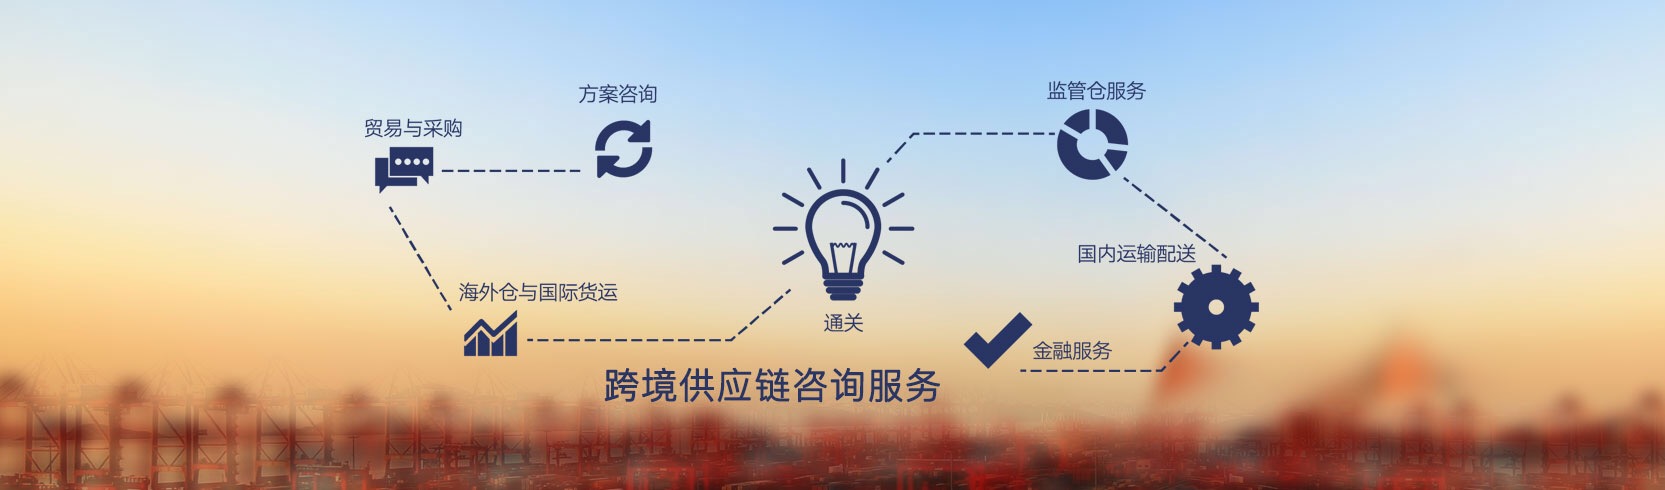 方案咨询
贸易与采购
海外仓与国际货运
通关
监管仓服务
国内运输配送
金融服务
跨境供应链咨询服务